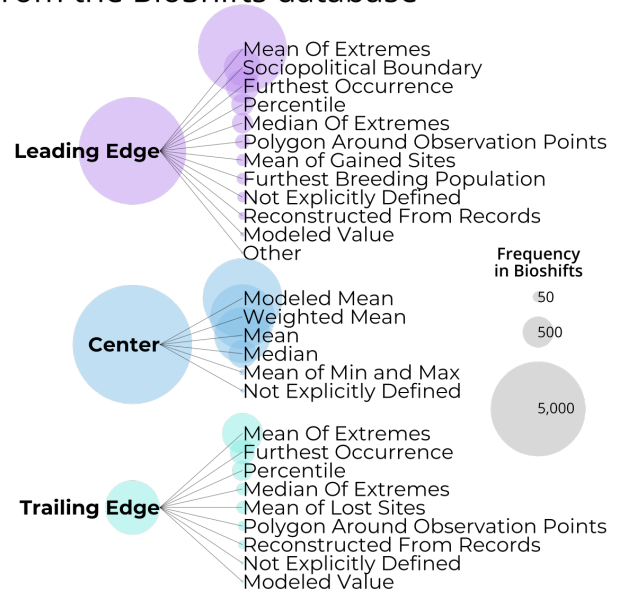 from the BioShifts database
Mean Of Extremes
Sociopolitical Boundary
Furthest Occurrence
Percentile
Median Of Extremes
Polygon Around Observation Points
Leading Edge
Mean of Gained Sites
Furthest Breeding Population
Not Explicitly Defined
Reconstructed From Records
Modeled Value
Other
Frequency
in Bioshifts
50
500
5,000
Modeled Mean
Weighted Mean
Mean
Center
Median
Mean of Min and Max
Not Explicitly Defined
Mean Of Extremes
Furthest Occurrence
Percentile
Median Of Extremes
Trailing Edge
Mean of Lost Sites
Polygon Around Observation Points
Reconstructed From Records
Not Explicitly Defined
Modeled Value